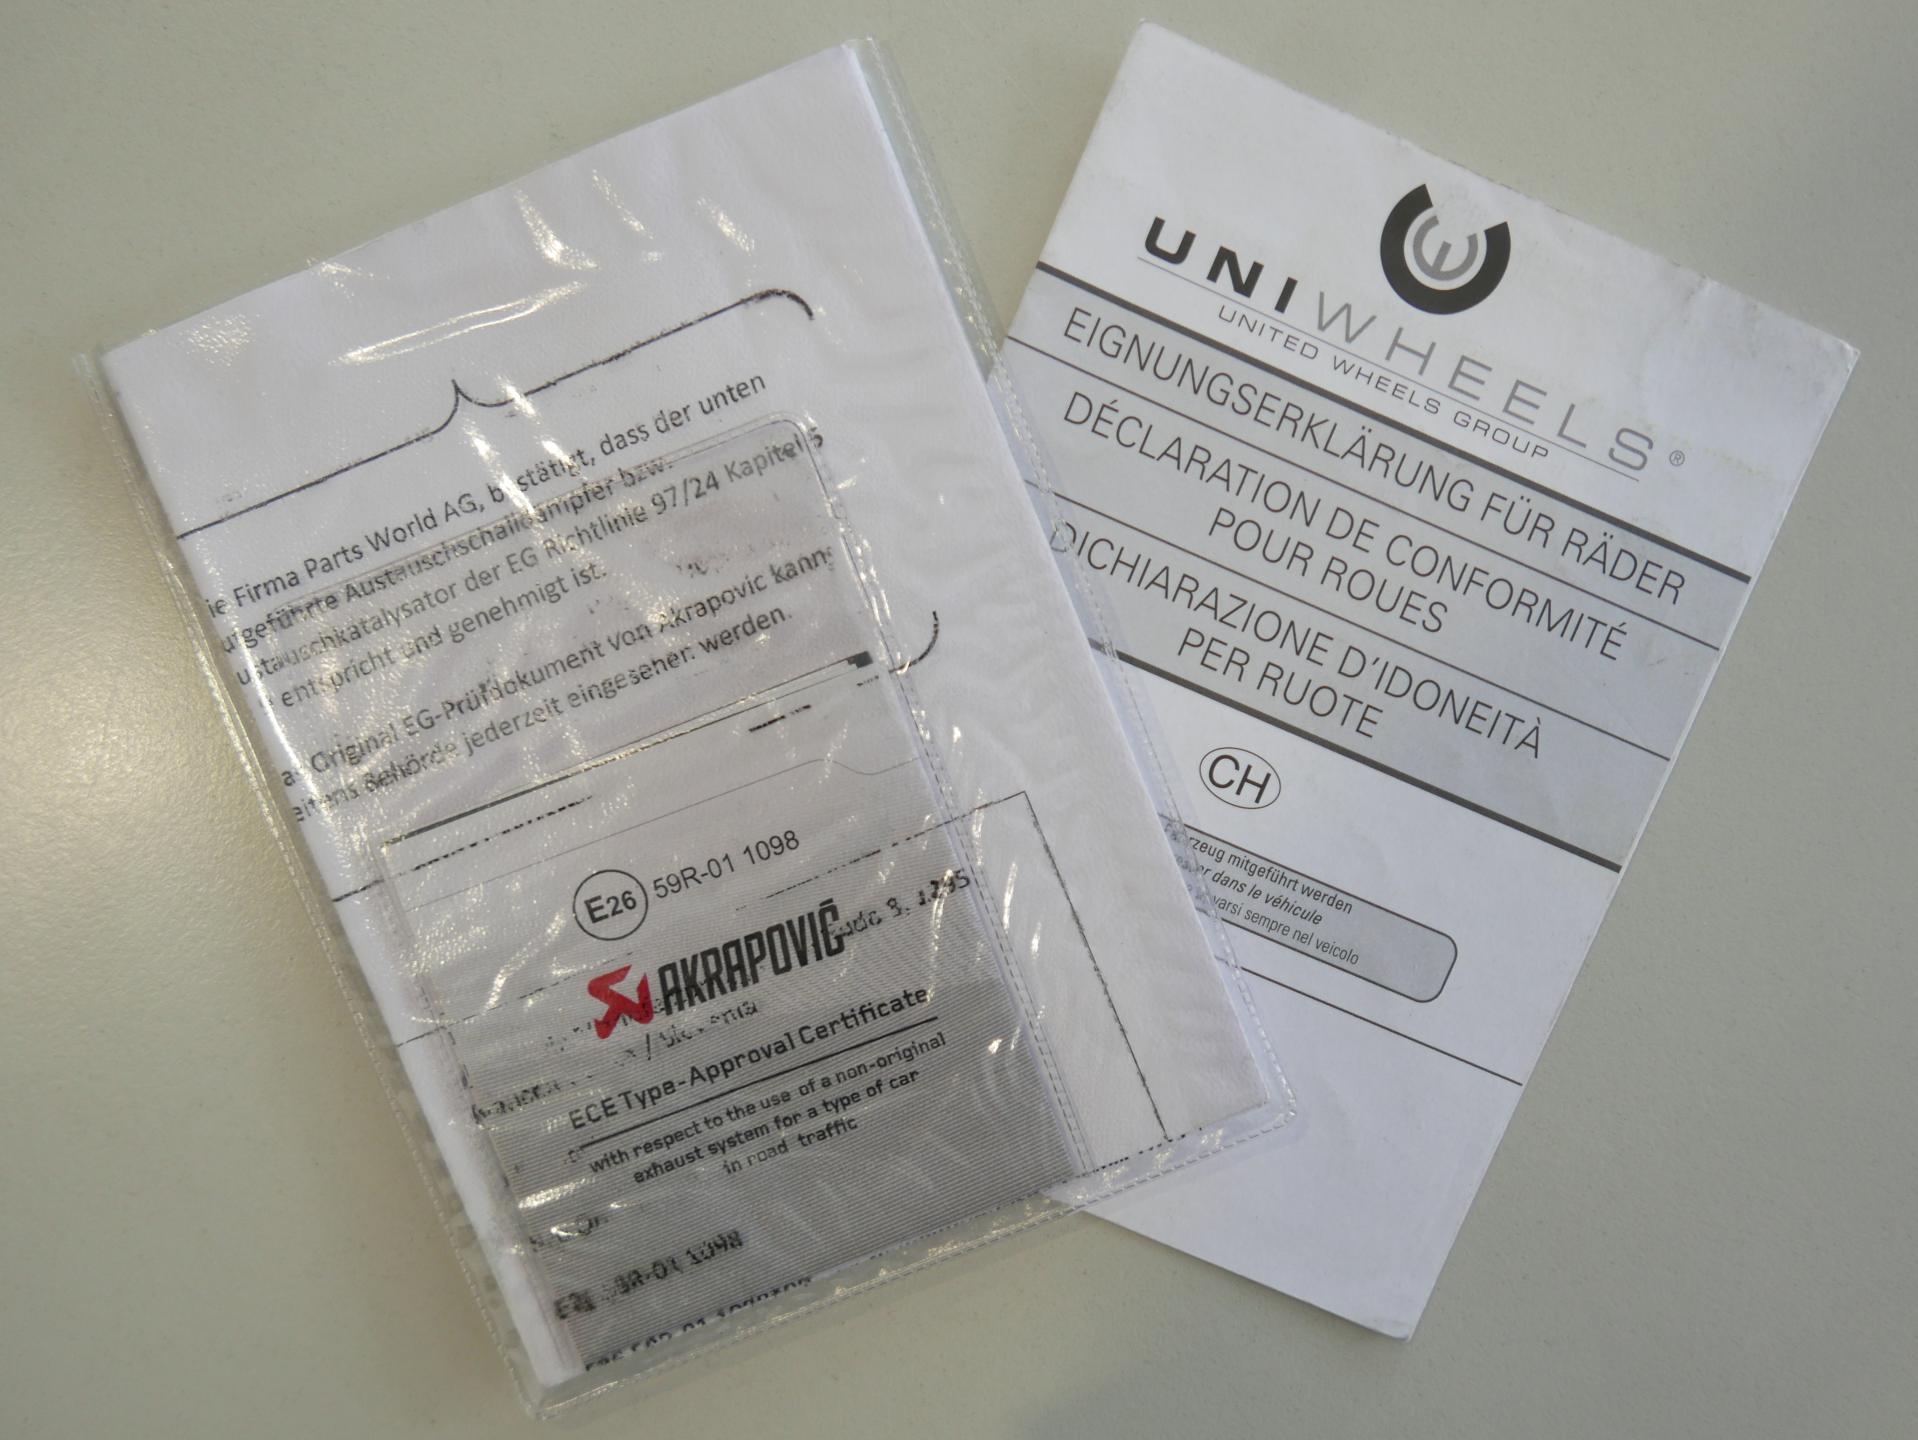 Firma Parts World AG, bestätigt, dass der unten
Austauschschalldämpfer bzw.
der EG Richtlinie 97/24 Kapitel 5
entspricht und genehmigt ist.
Original EG-Prüfdokument von Akrapovic kann
Behörde jederzeit eingesehen werden.
E26 59R-01 1098
AKRAPOVIČ
ECE Type-Approval Certificate
with respect to the use of a non-original
exhaust system for a type of car
in road traffic
59R-01 1098
UNIWHEELS®
UNITED WHEELS GROUP
EIGNUNGSERKLÄRUNG FÜR RÄDER
DÉCLARATION DE CONFORMITÉ
POUR ROUES
DICHIARAZIONE D'IDONEITÀ
PER RUOTE
CH
mitgeführt werden
dans le véhicule
sempre nel veicolo